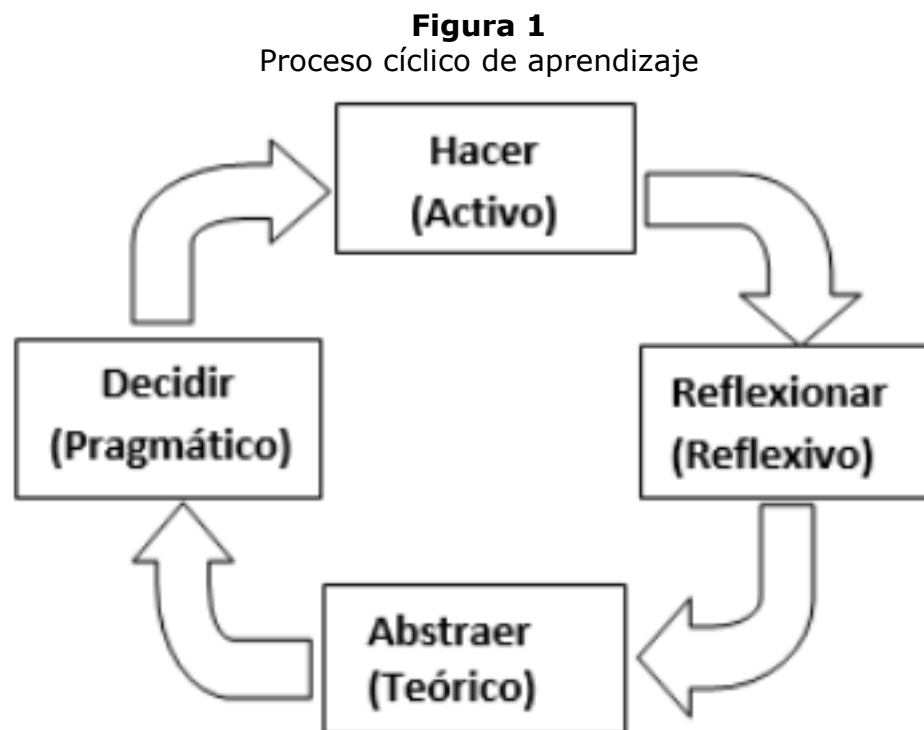 Figura 1
Proceso cíclico de aprendizaje
Hacer
(Activo)
Decidir
(Pragmático)
Reflexionar
(Reflexivo)
Abstraer
(Teórico)